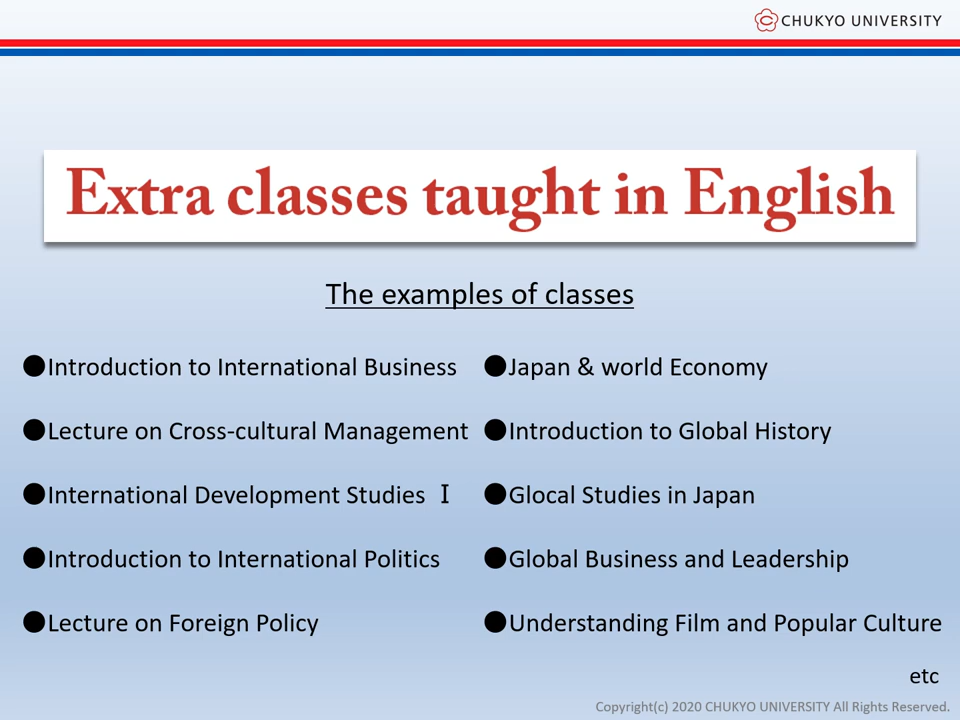 CHUKYO UNIVERSITY
Extra classes taught in English
The examples of classes
●Introduction to International Business
●Lecture on Cross-cultural Management
●International Development Studies Ⅰ
●Introduction to International Politics
●Lecture on Foreign Policy
●Japan & world Economy
●Introduction to Global History
●Glocal Studies in Japan
●Global Business and Leadership
●Understanding Film and Popular Culture
etc
Copyright(c) 2020 CHUKYO UNIVERSITY All Rights Reserved.